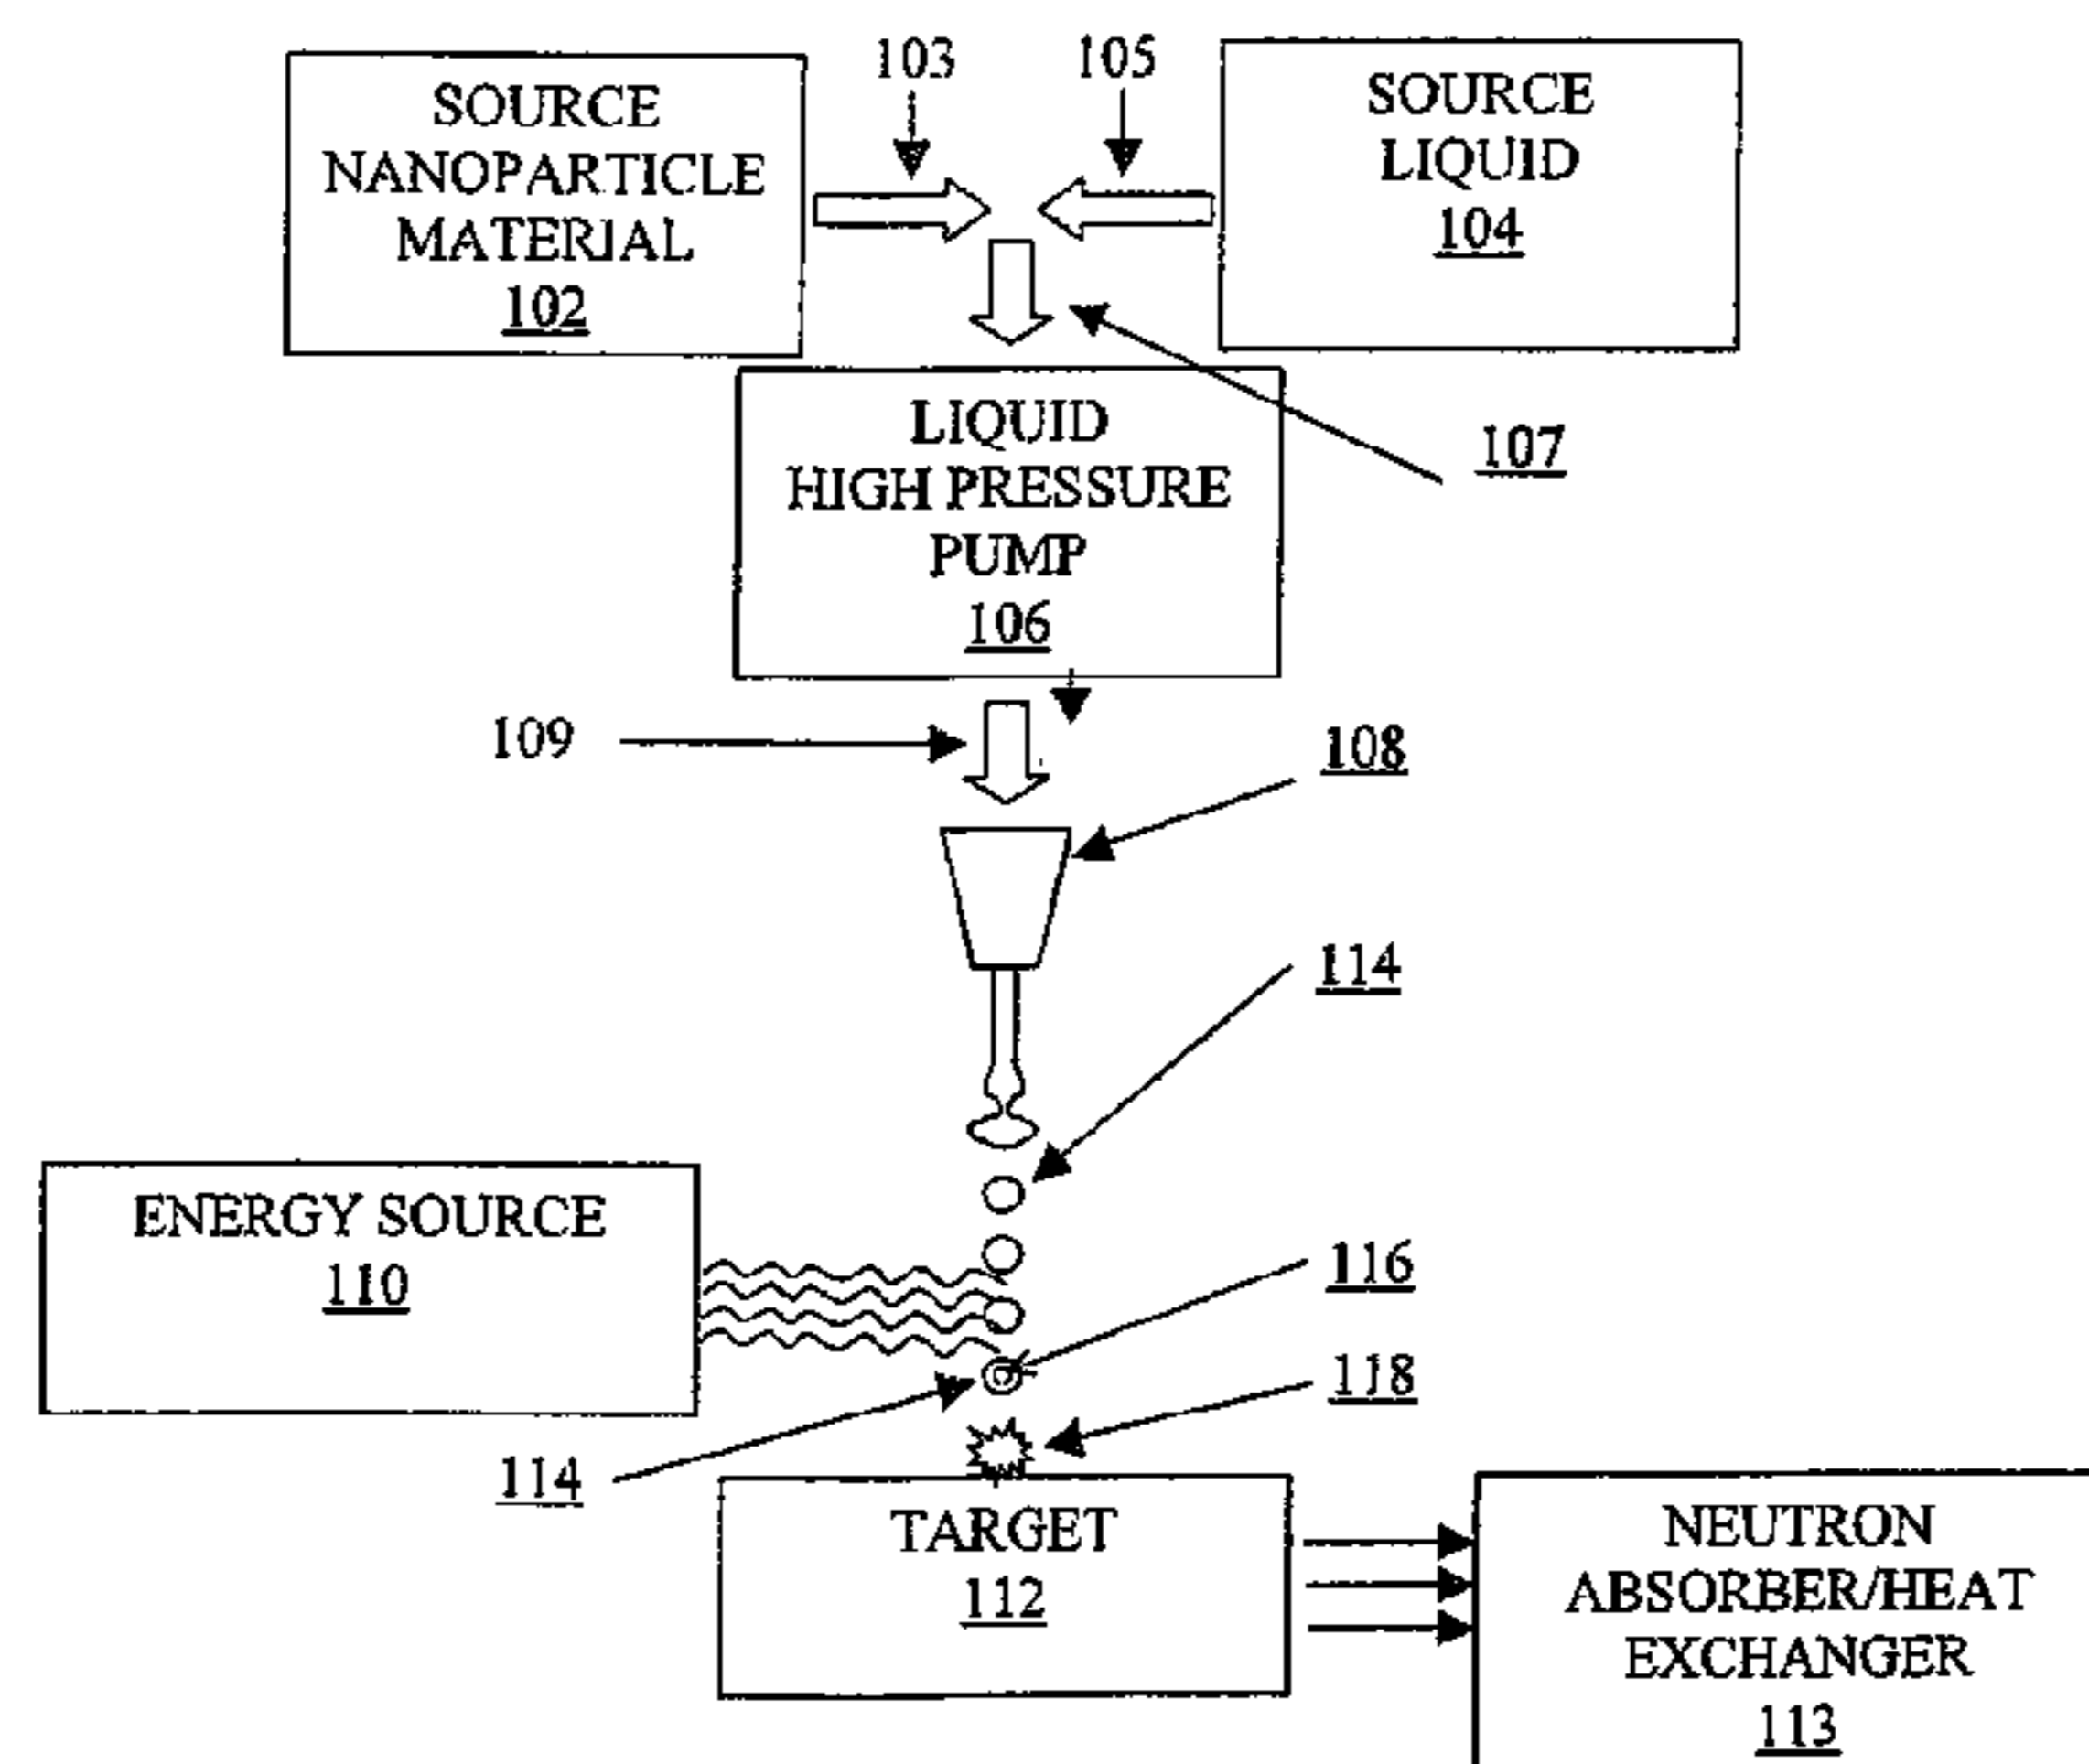 103
105
SOURCE
NANOPARTICLE
MATERIAL
102
SOURCE
LIQUID
104
LIQUID
HIGH PRESSURE
PUMP
106
107
109
108
114
ENERGY SOURCE
110
116
118
114
TARGET
112
NEUTRON
ABSORBER/HEAT
EXCHANGER
113